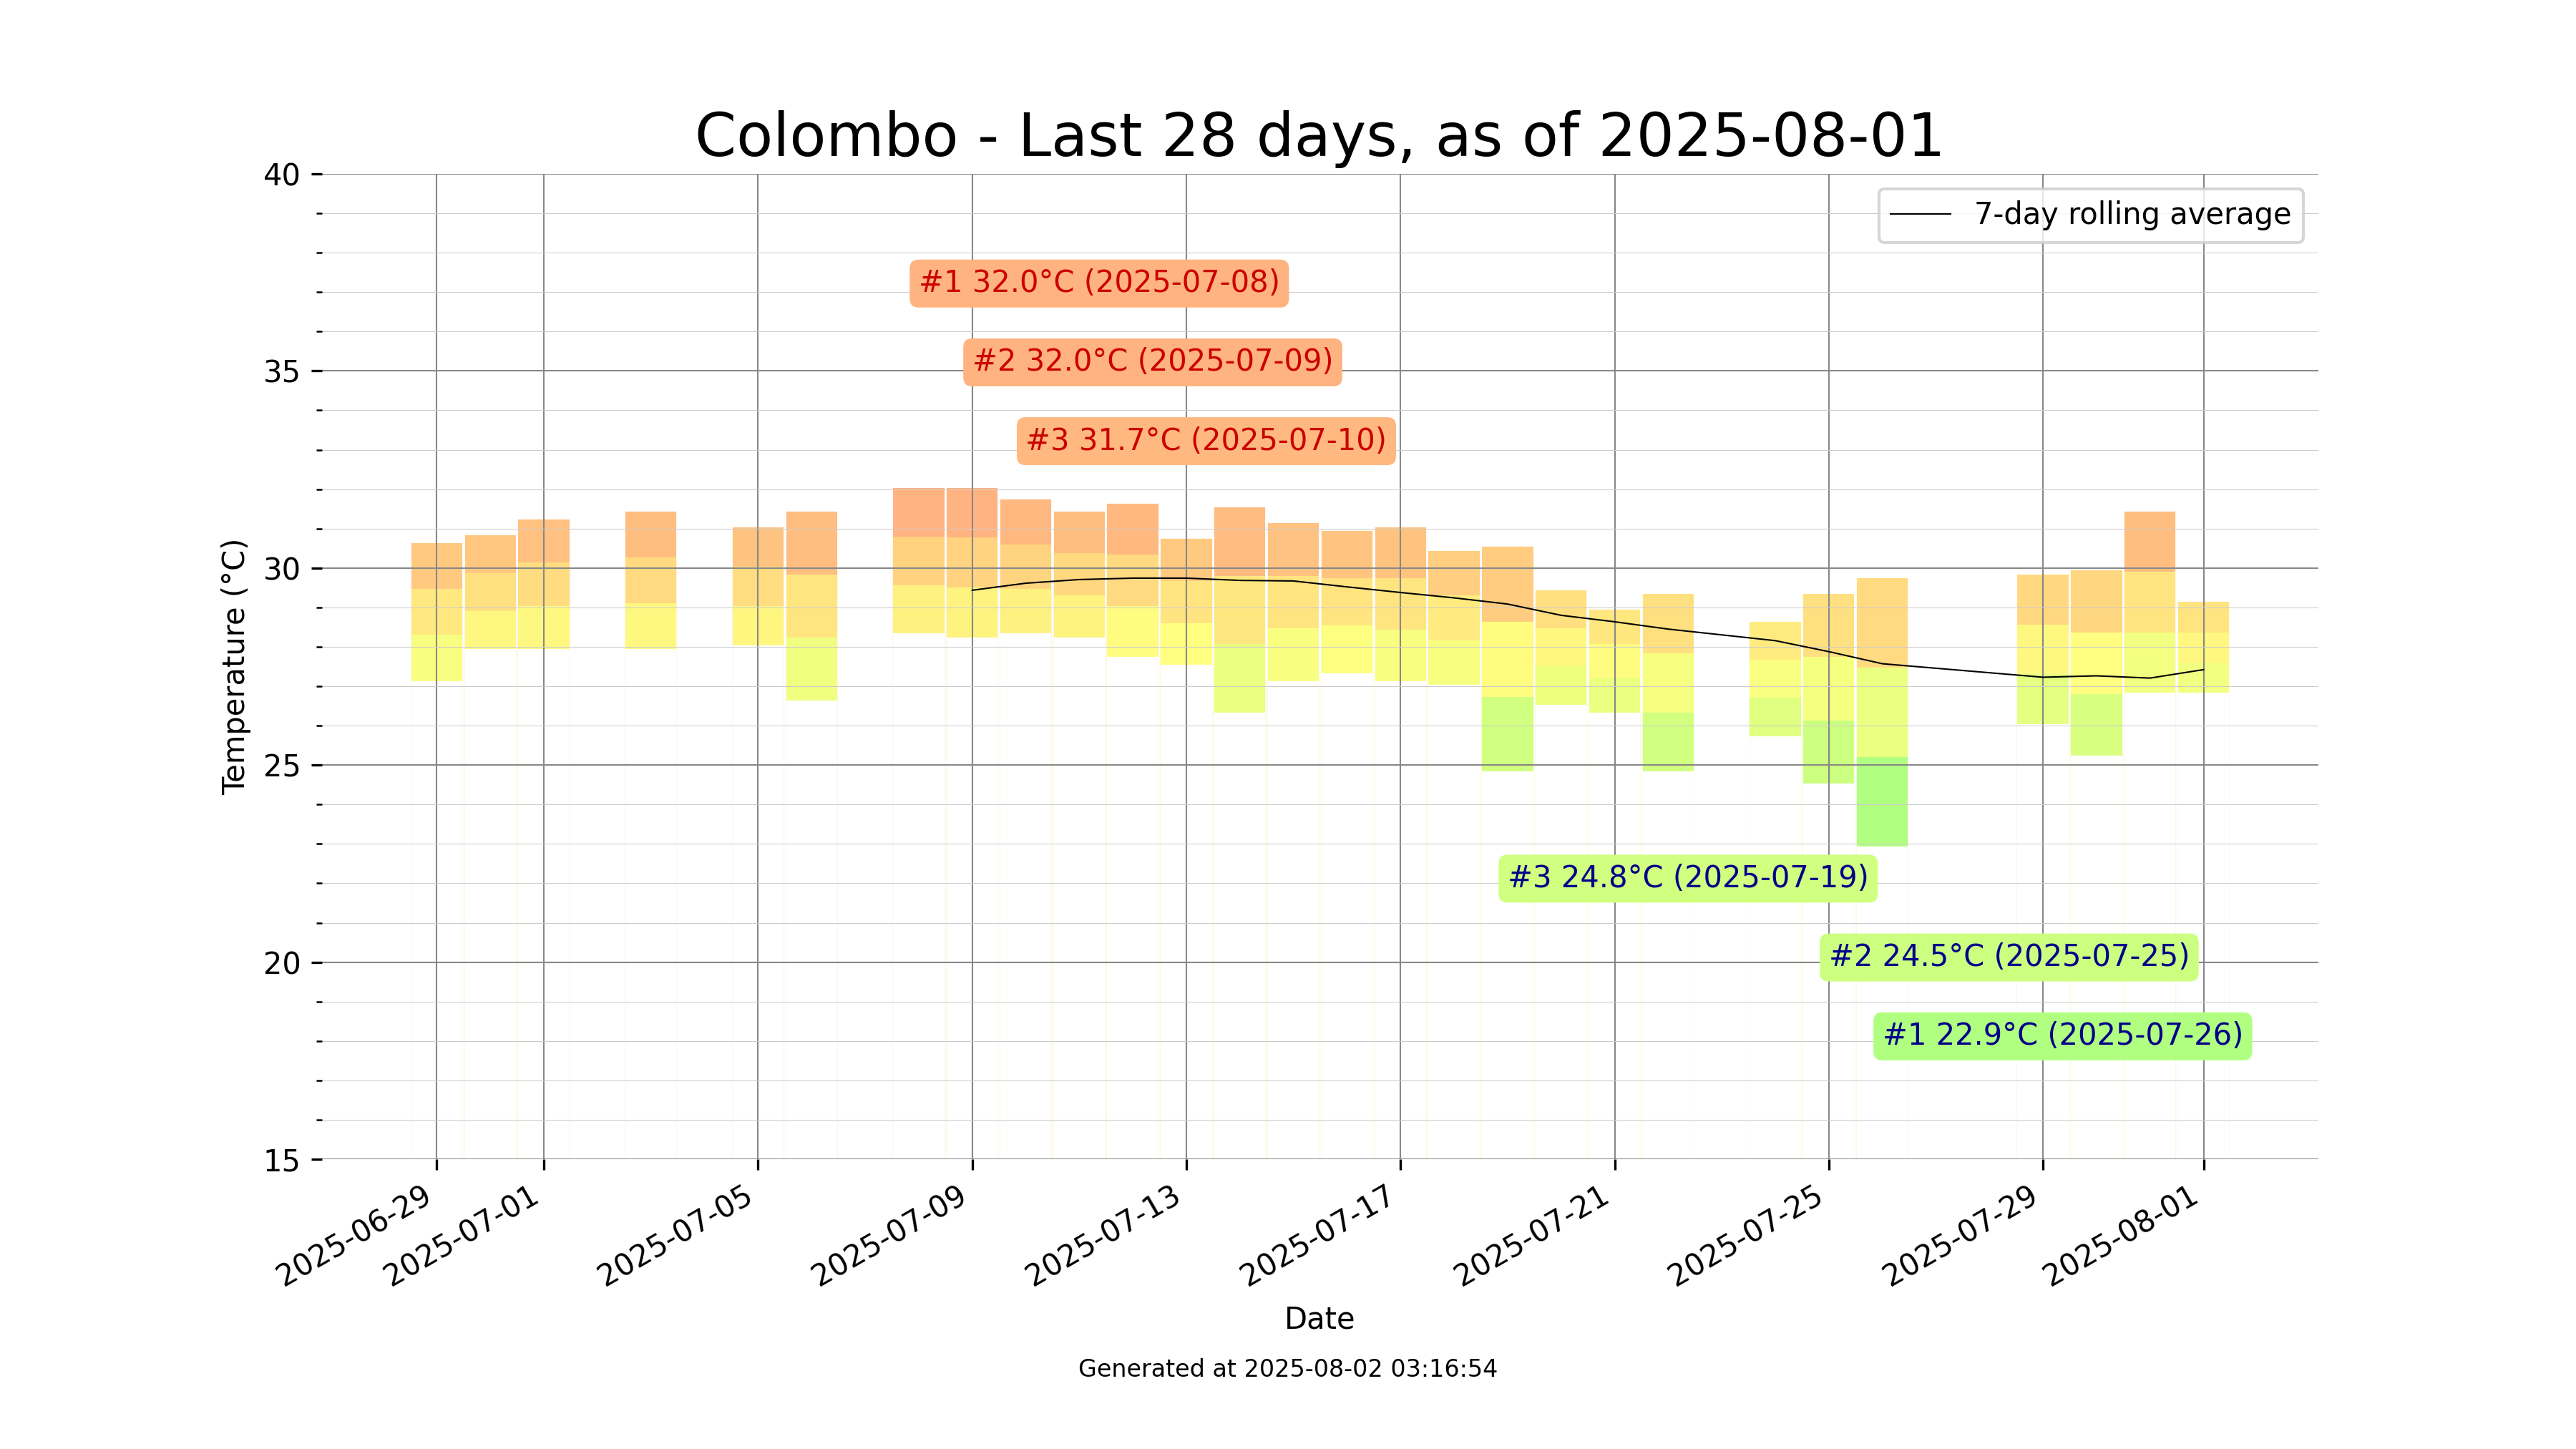 Colombo - Last 28 days, as of 2025-08-01
7-day rolling average
#1 32.0°C (2025-07-08)
#2 32.0°C (2025-07-09)
#3 31.7°C (2025-07-10)
#3 24.8°C (2025-07-19)
#2 24.5°C (2025-07-25)
#1 22.9°C (2025-07-26)
Temperature (°C)
40
35
30
25
20
15
2025-06-29
2025-07-01
2025-07-05
2025-07-09
2025-07-13
2025-07-17
2025-07-21
2025-07-25
2025-07-29
2025-08-01
Date
Generated at 2025-08-02 03:16:54